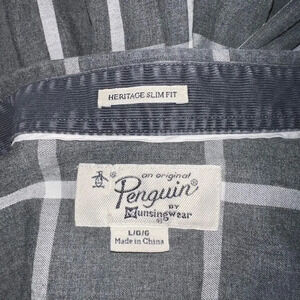 HERITAGE SLIM FIT
an original
Penguin®
BY
Munsingwear
L/G/G
Made in China